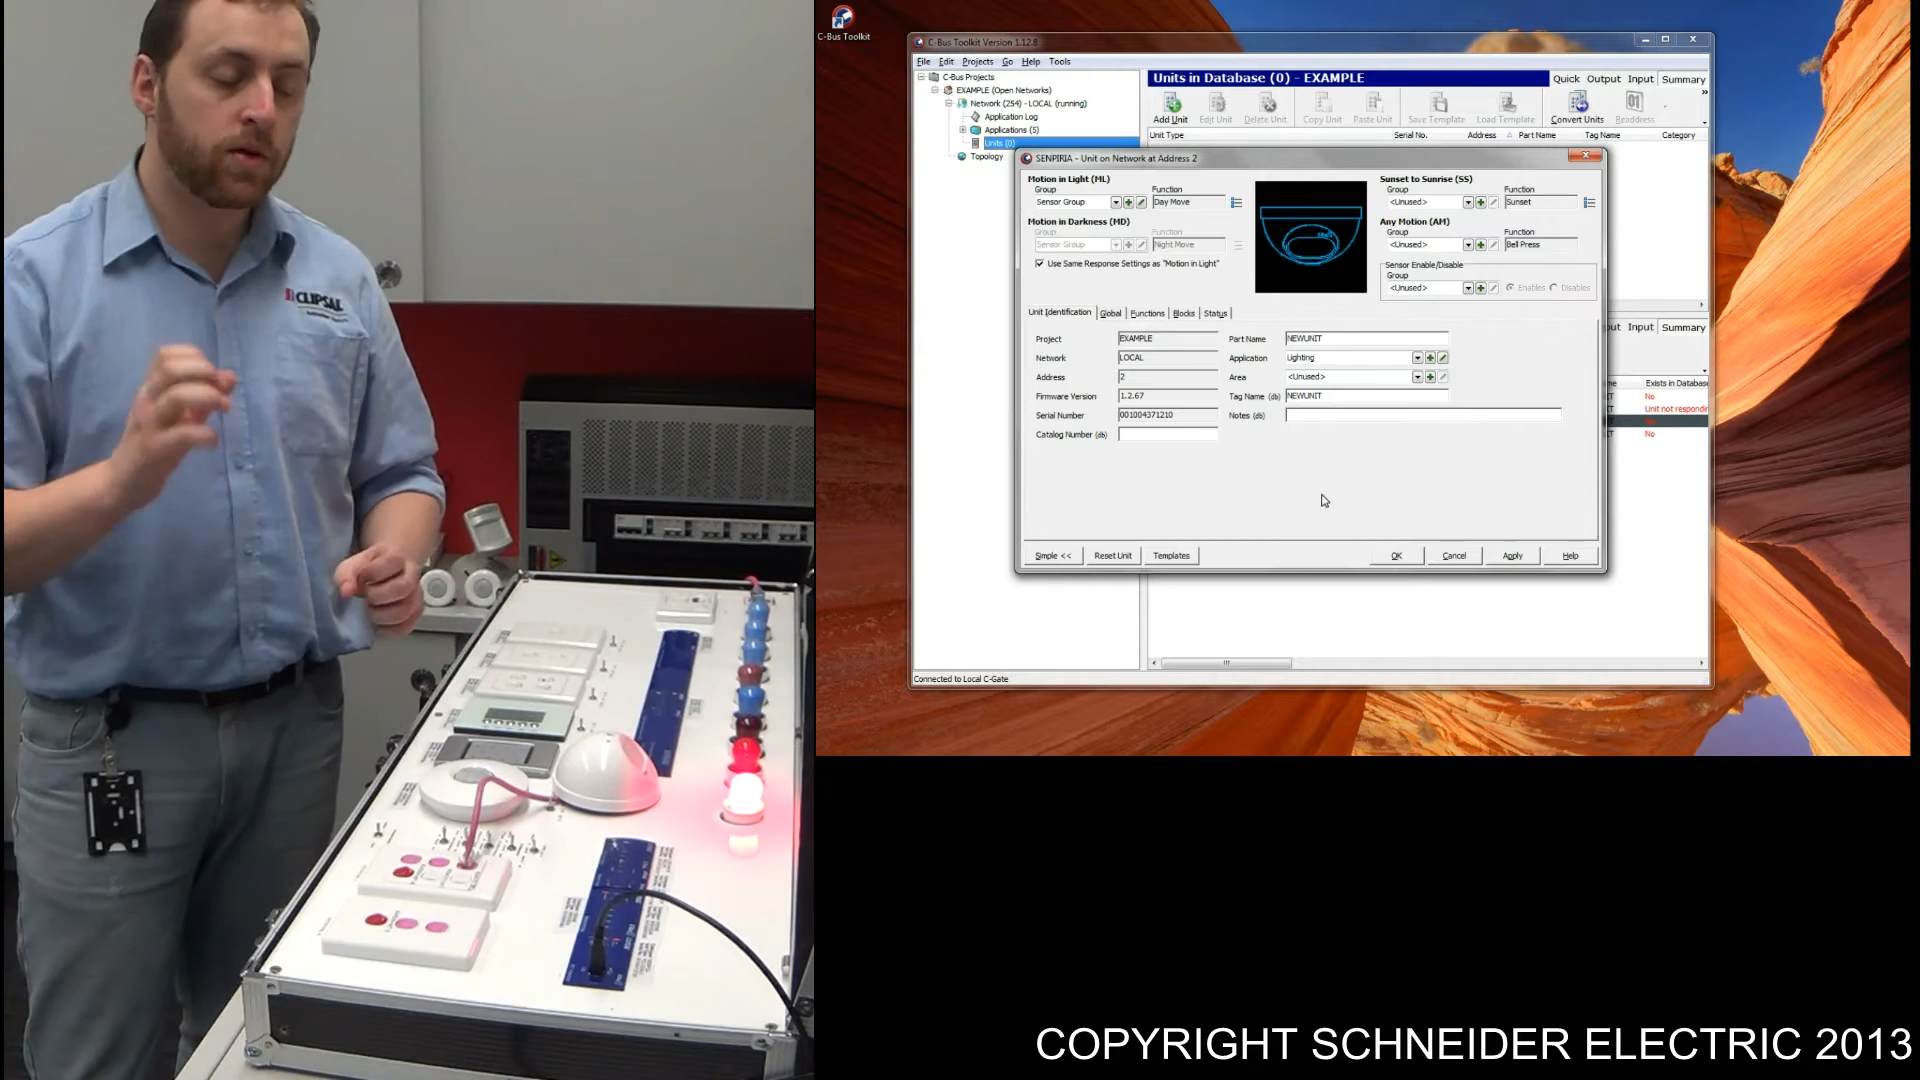 C-Bus Toolkit
CLIPSAL
C-Bus Toolkit Version 1.12.8
File Edit Projects Go Help Tools
C-Bus Projects
EXAMPLE (Open Networks)
Network (254) - LOCAL (running)
Application Log
Applications (5)
Units (0)
Topology
Units in Database (0) - EXAMPLE
Quick Output Input Summary
Add Unit Edit Unit Delete Unit Copy Unit Paste Unit Save Template Load Template Convert Units Readdress
Unit Type Serial No. Address Part Name Tag Name Category
SENPIRIA - Unit on Network at Address 2
Motion in Light (ML)
Group Function
Sensor Group Day Move
Motion in Darkness (MD)
Group Function
Sensor Group Night Move
Use Same Response Settings as "Motion in Light"
Sunset to Sunrise (SS)
Group Function
<Unused> Sunset
Any Motion (AM)
Group Function
<Unused> Bell Press
Sensor Enable/Disable
Group
<Unused> Enables Disables
Unit Identification Global Functions Blocks Status
Project EXAMPLE Part Name NEWUNIT
Network LOCAL Application Lighting
Address 2 Area <Unused>
Firmware Version 1.2.67 Tag Name (db) NEWUNIT
Serial Number 001004371210 Notes (db)
Catalog Number (db)
Simple << Reset Unit Templates OK Cancel Apply Help
Input Summary
Exists in Database
No
Unit not respondin
No
Connected to Local C-Gate
COPYRIGHT SCHNEIDER ELECTRIC 2013